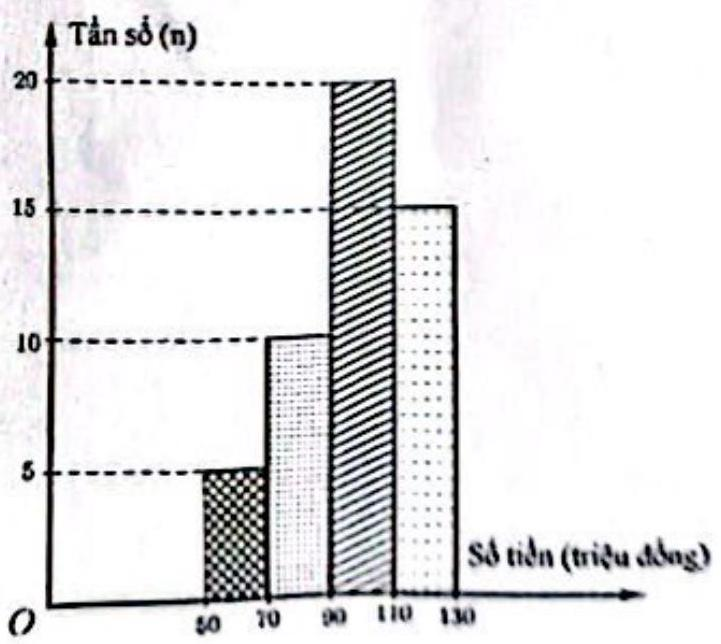 Tần số (n)
20
15
10
5
Số tiền (triệu đồng)
O
50 70 90 110 130